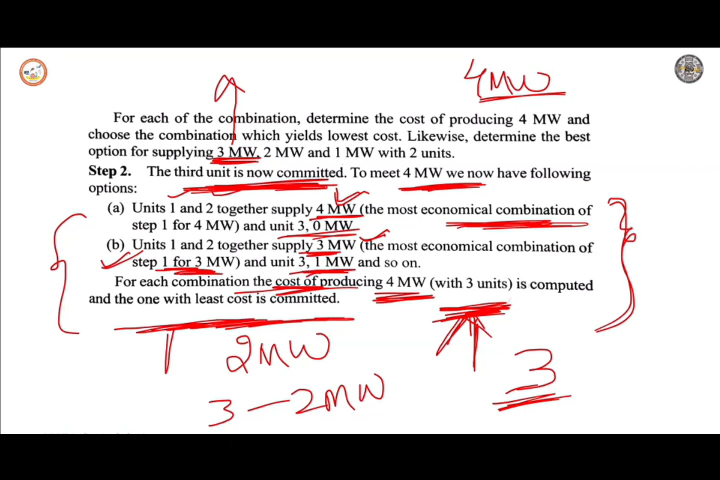 4MW
For each of the combination, determine the cost of producing 4 MW and
choose the combination which yields lowest cost. Likewise, determine the best
option for supplying 3 MW, 2 MW and 1 MW with 2 units.
Step 2. The third unit is now committed. To meet 4 MW we now have following
options:
(a) Units 1 and 2 together supply 4 MW (the most economical combination of
step 1 for 4 MW) and unit 3, 0 MW
(b) Units 1 and 2 together supply 3 MW (the most economical combination of
step 1 for 3 MW) and unit 3, 1 MW and so on.
For each combination the cost of producing 4 MW (with 3 units) is computed
and the one with least cost is committed.
2MW
3
3 — 2MW